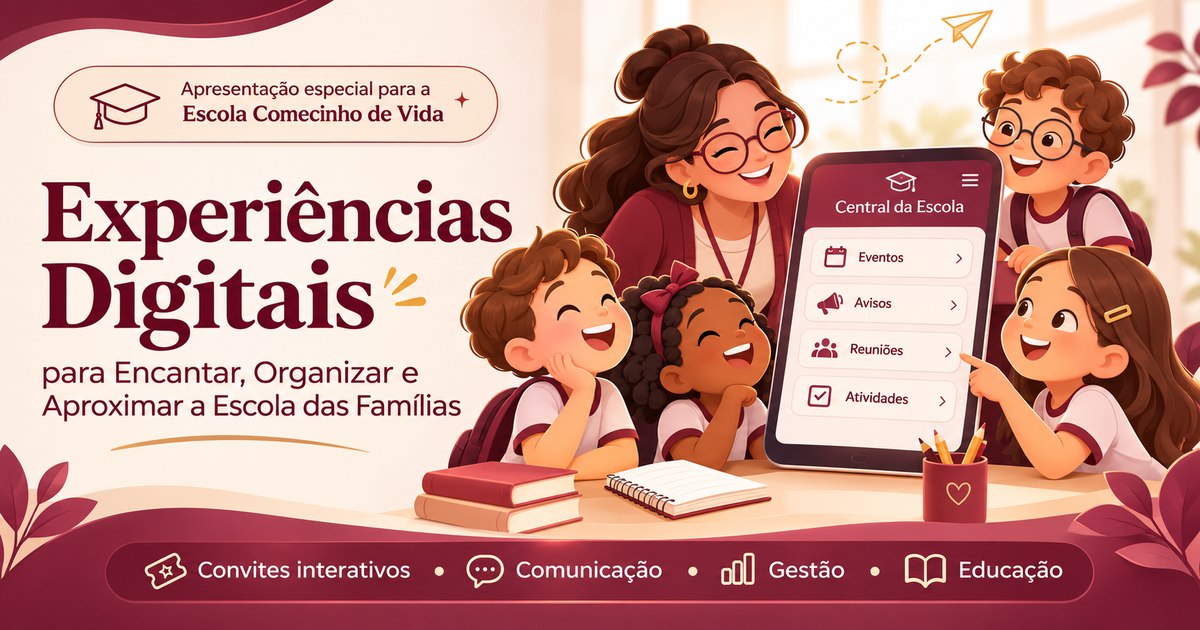 Apresentação especial para a
Escola Comecinho de Vida
Experiências
Digitais
para Encantar, Organizar e
Aproximar a Escola das Famílias
Central da Escola
Eventos
Avisos
Reuniões
Atividades
Convites interativos • Comunicação • Gestão • Educação